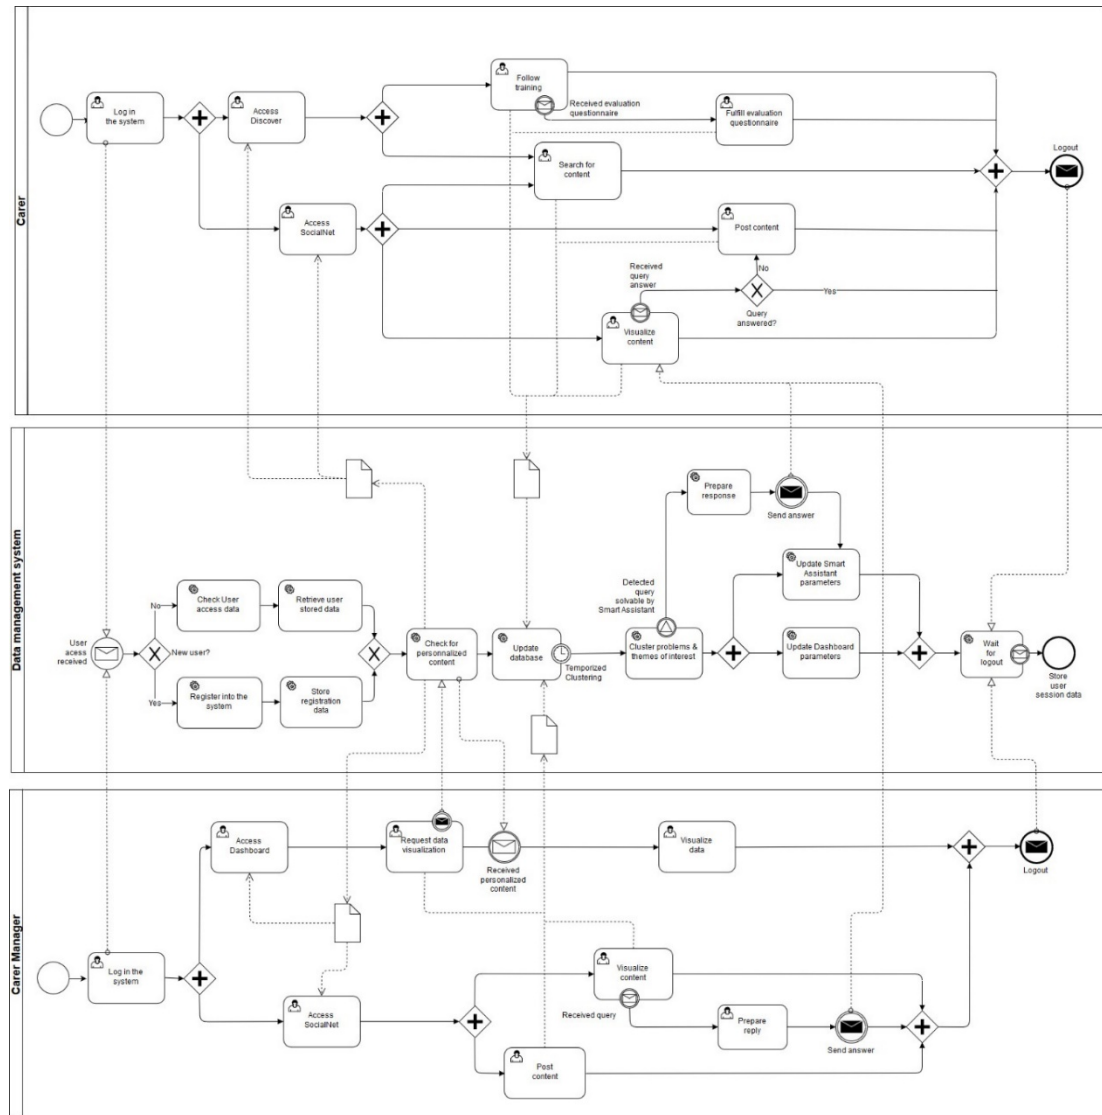 Carer
Log in
the system
Access
Discover
Follow
training
Received evaluation
questionnaire
Fulfill evaluation
questionnaire
Search for
content
Logout
Access
SocialNet
Post content
Received
query
answer
No
Yes
Query
answered?
Visualize
content
Data management system
User
acess
received
New user?
No
Yes
Check User
access data
Retrieve user
stored data
Register into the
system
Store
registration
data
Check for
personnalized
content
Update
database
Temporized
Clustering
Detected
query
solvable by
Smart Assistant
Cluster problems &
themes of interest
Prepare
response
Send answer
Update Smart
Assistant
parameters
Update Dashboard
parameters
Wait
for
logout
Store
user
session data
Carer Manager
Log in the
system
Access
Dashboard
Request data
visualization
Received
personalized
content
Visualize
data
Logout
Access
SocialNet
Visualize
content
Received query
Prepare
reply
Send answer
Post
content